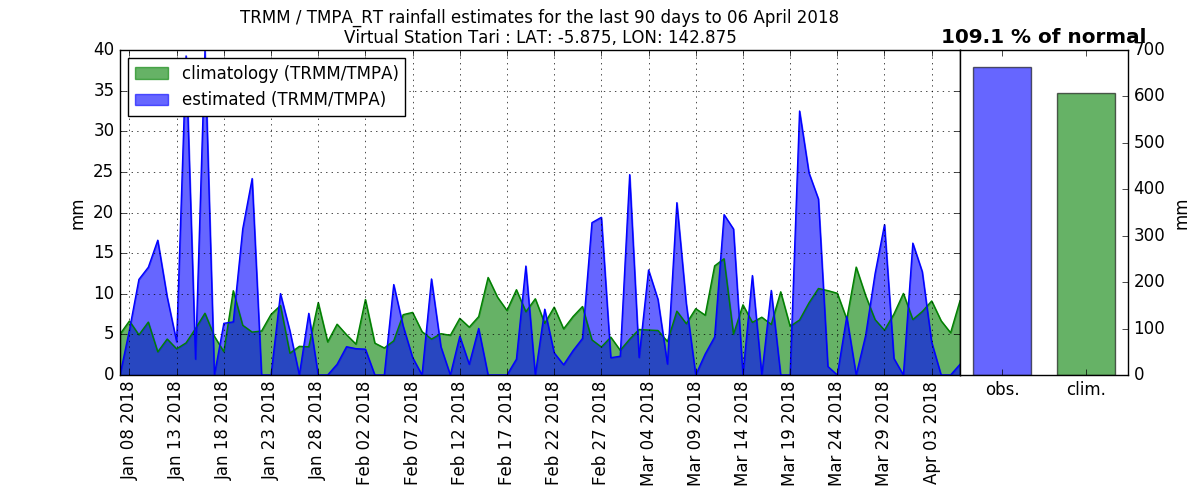 TRMM / TMPA_RT rainfall estimates for the last 90 days to 06 April 2018
Virtual Station Tari : LAT: -5.875, LON: 142.875
109.1 % of normal
climatology (TRMM/TMPA)
estimated (TRMM/TMPA)
mm
40
35
30
25
20
15
10
5
0
Jan 08 2018
Jan 13 2018
Jan 18 2018
Jan 23 2018
Jan 28 2018
Feb 02 2018
Feb 07 2018
Feb 12 2018
Feb 17 2018
Feb 22 2018
Feb 27 2018
Mar 04 2018
Mar 09 2018
Mar 14 2018
Mar 19 2018
Mar 24 2018
Mar 29 2018
Apr 03 2018
obs.
clim.
700
600
500
400
300
200
100
0
mm